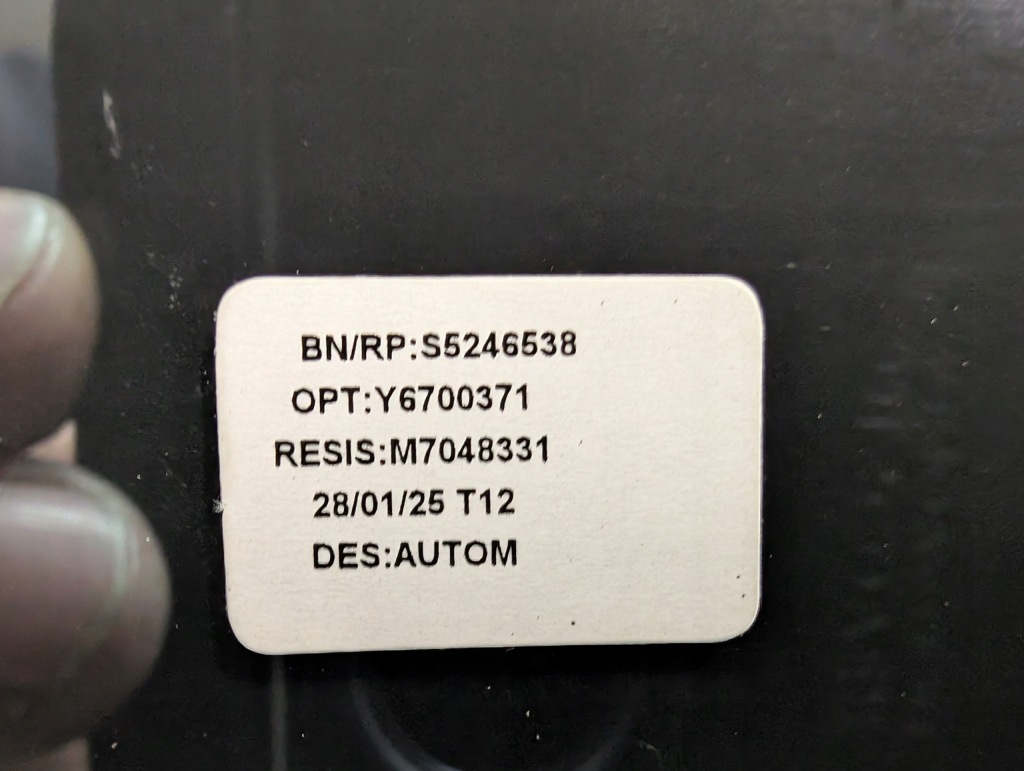 BN/RP:S5246538
OPT:Y6700371
RESIS:M7048331
28/01/25 T12
DES:AUTOM